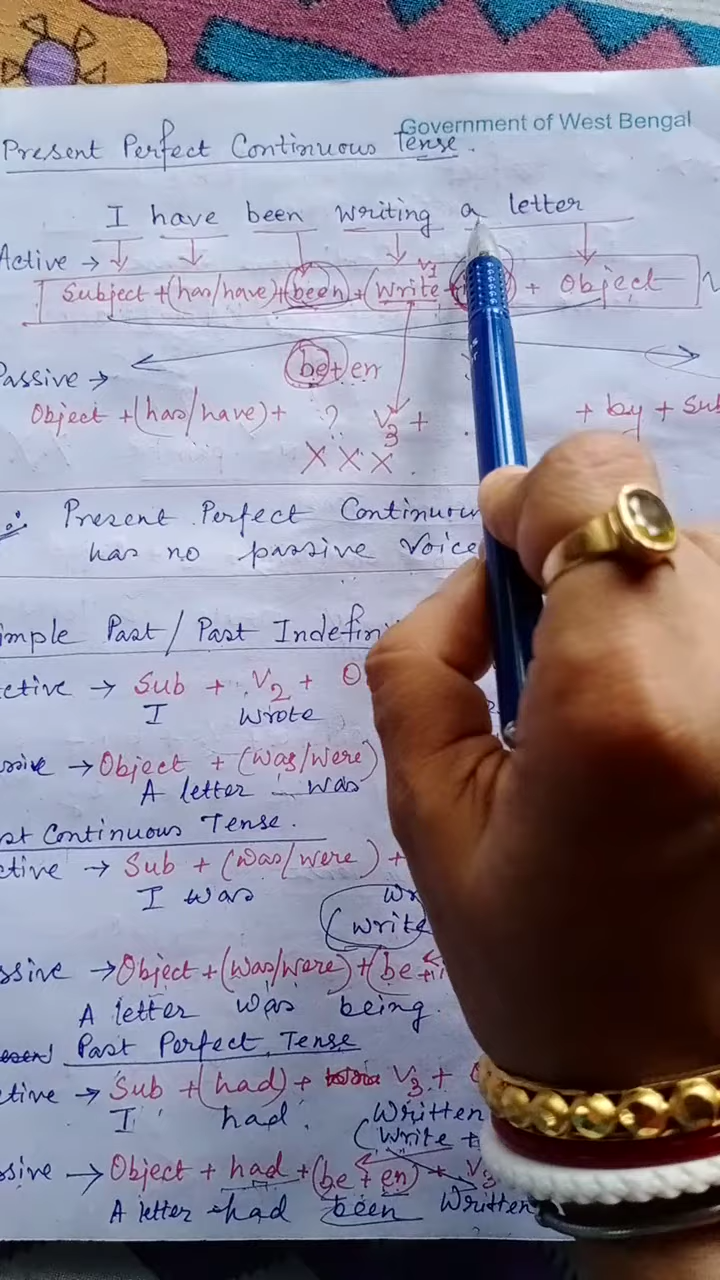 Government of West Bengal
Present Perfect Continuous Tense.
I have been writing a letter
Active →
V1
Subject + (has/have) + been + (write + Object
Passive →
be + en
Object + (has/have) + ? V3 + + by + Sub
X X X
Present Perfect Continuous
has no passive Voice
Simple Past / Past Indefini
Active → Sub + V2 + O
I wrote
Passive → Object + (was/were)
A letter was
Past Continuous Tense.
Active → Sub + (was/were) +
I was
(write
Passive → Object + (was/were) + (be +
A letter was being
Past Perfect Tense
Active → Sub + (had) + V3 +
I had written
(write +
Passive → Object + had + (be + en) + V3
A letter had been written